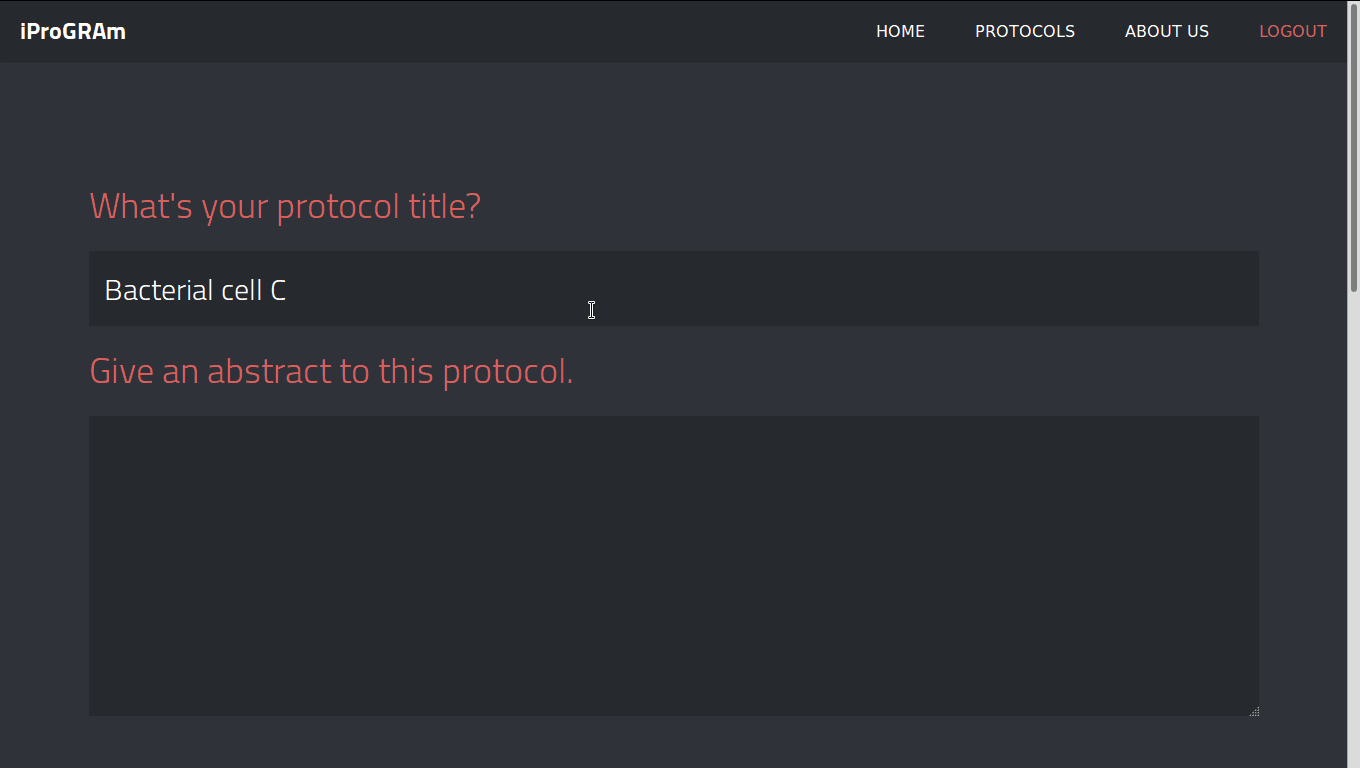 iProGRAm HOME PROTOCOLS ABOUT US LOGOUT
What's your protocol title?
Bacterial cell C
Give an abstract to this protocol.